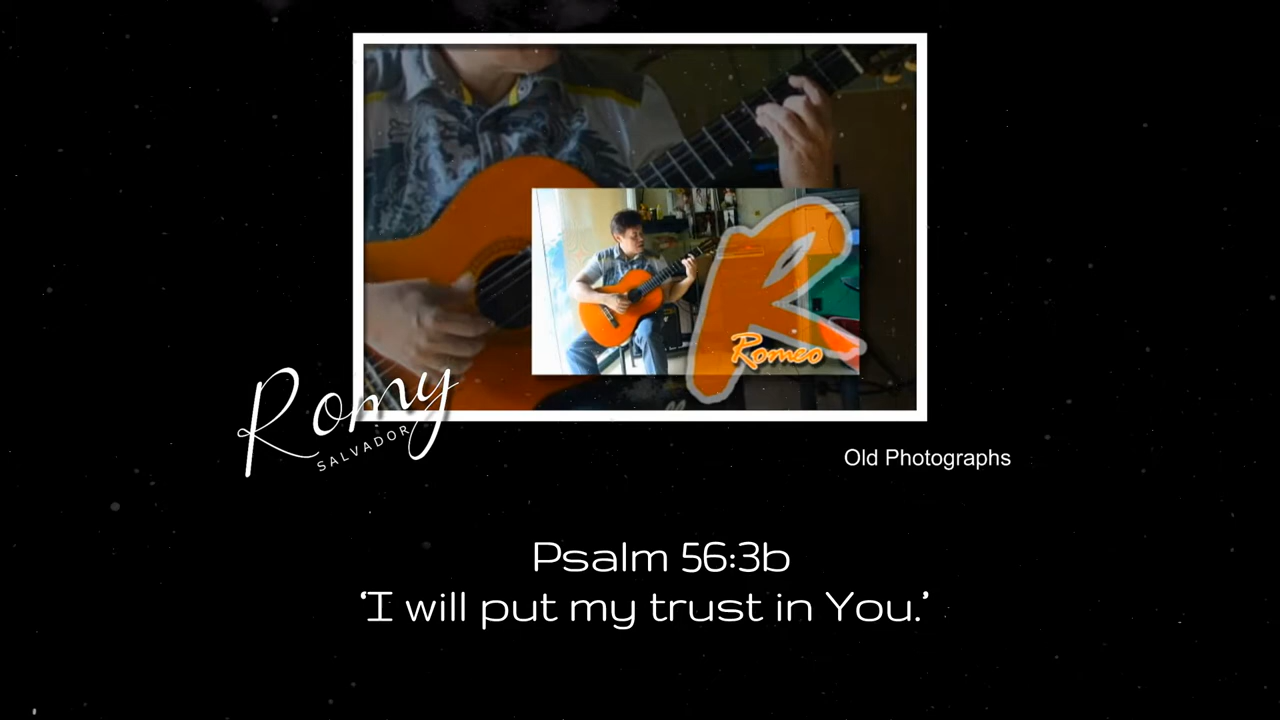 R
Romeo
Romy
SALVADOR
Old Photographs
Psalm 56:3b
‘I will put my trust in You.’